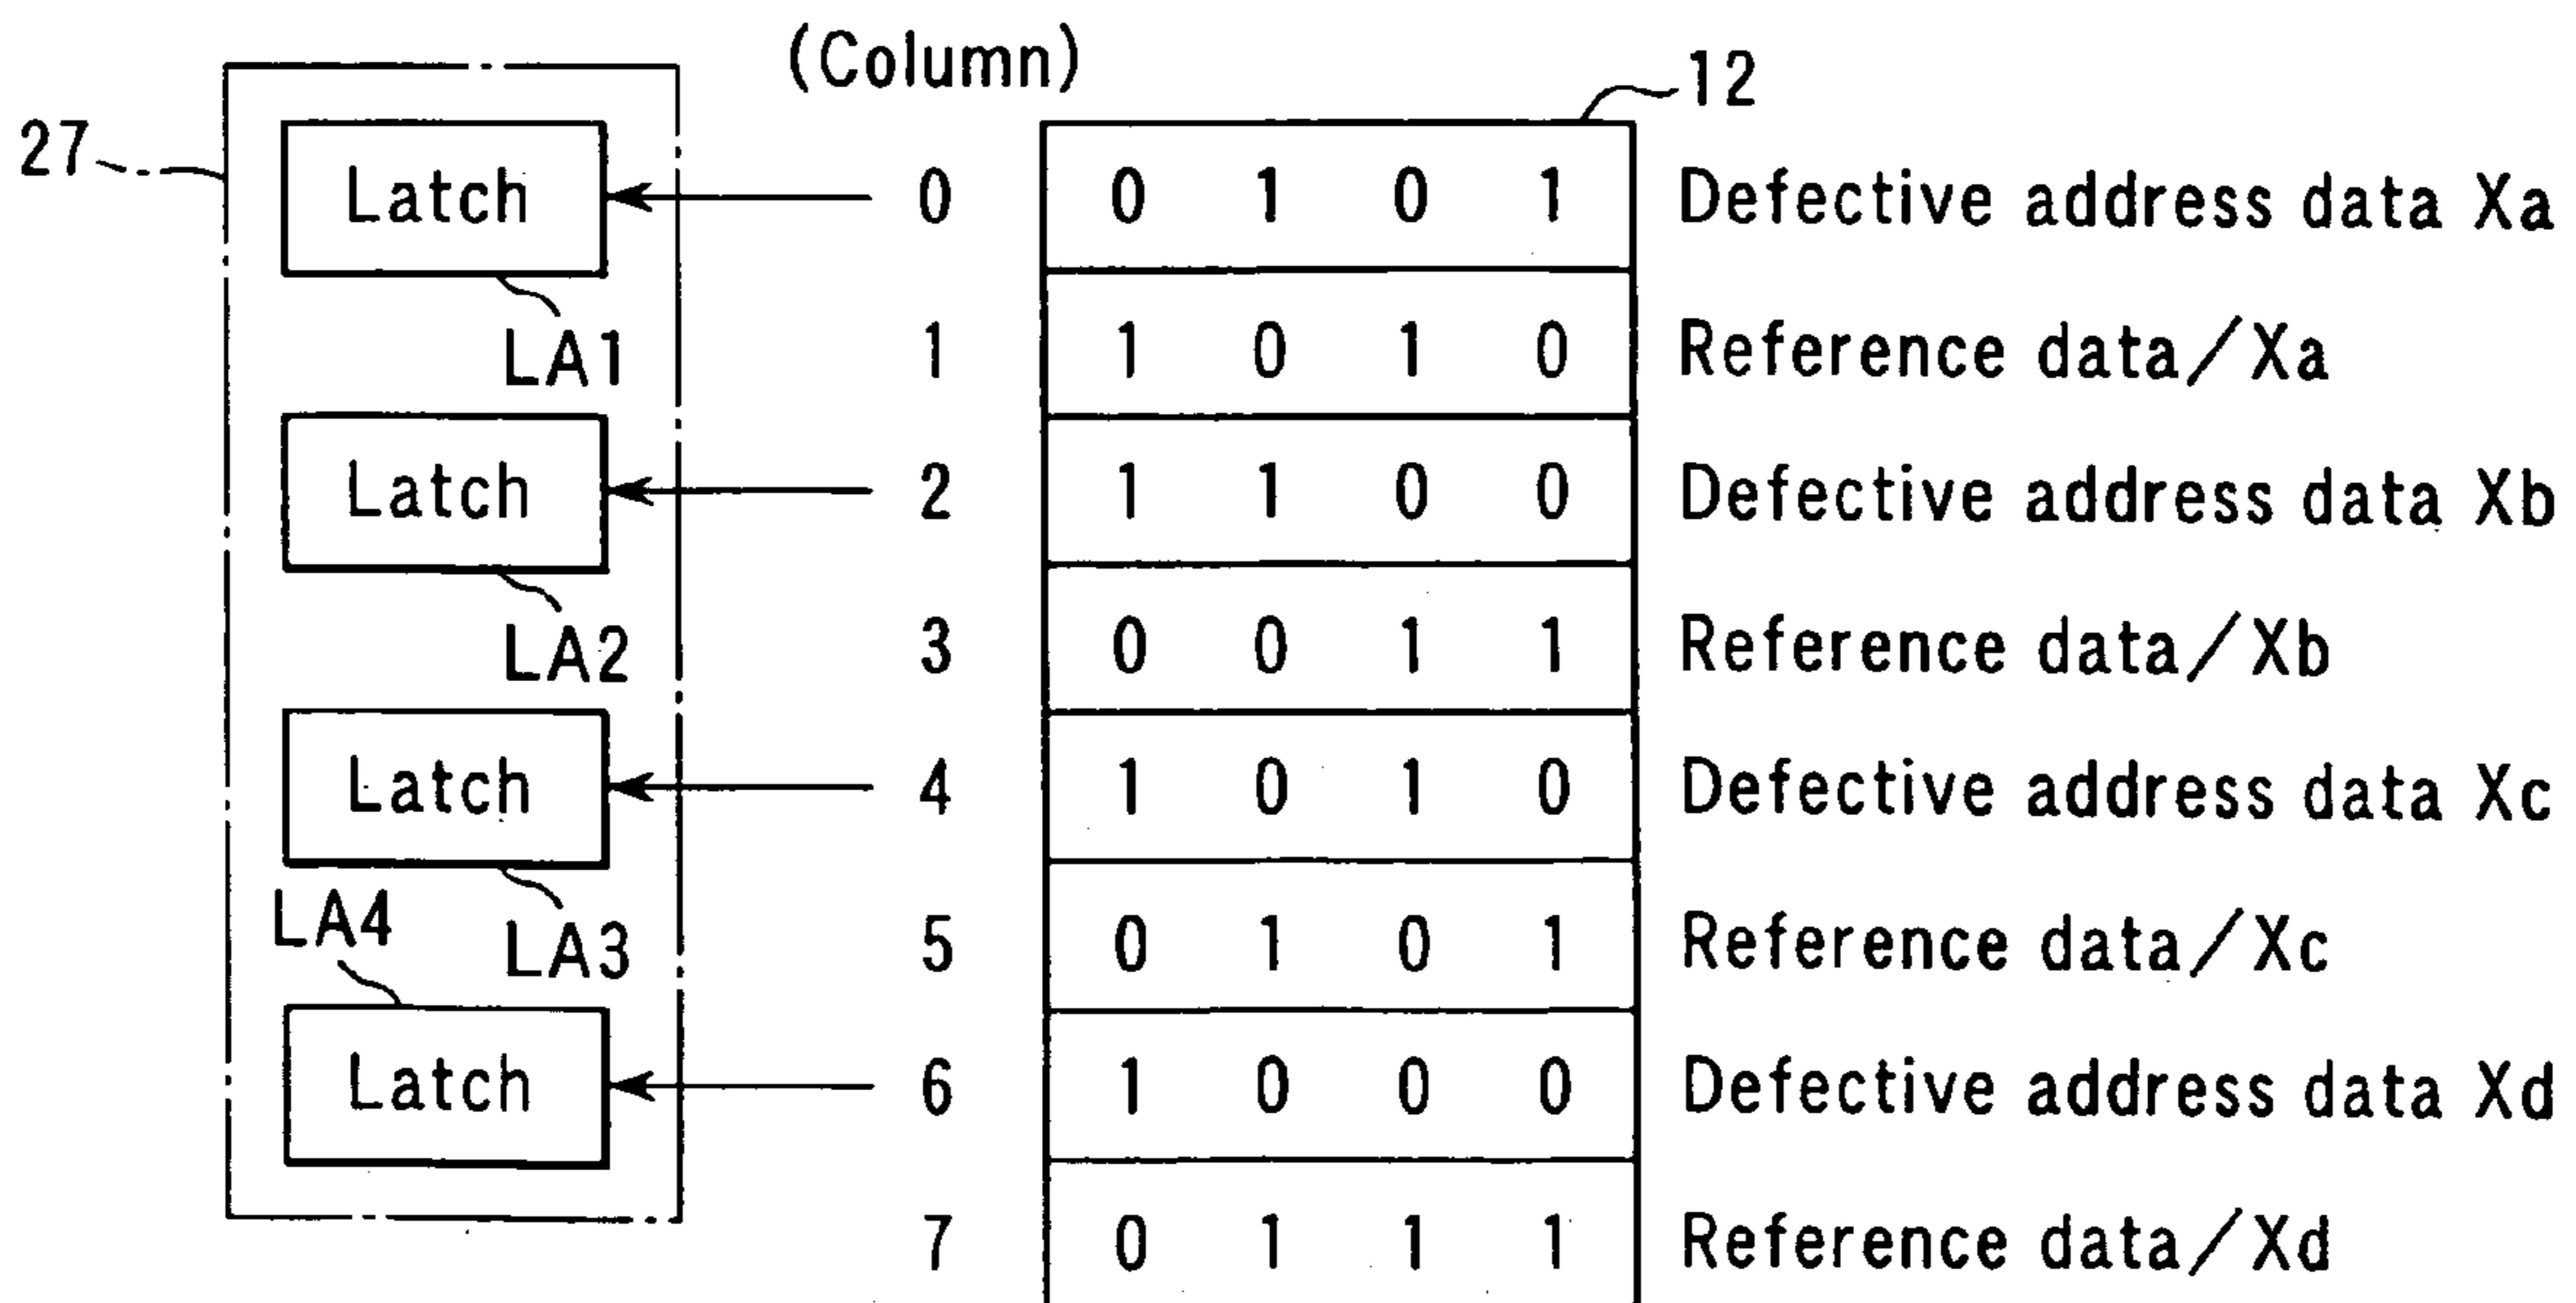 (Column)
12
27
Latch
0
0 1 0 1
Defective address data Xa
LA1
1
1 0 1 0
Reference data/Xa
Latch
2
1 1 0 0
Defective address data Xb
LA2
3
0 0 1 1
Reference data/Xb
Latch
4
1 0 1 0
Defective address data Xc
LA4
LA3
5
0 1 0 1
Reference data/Xc
Latch
6
1 0 0 0
Defective address data Xd
7
0 1 1 1
Reference data/Xd